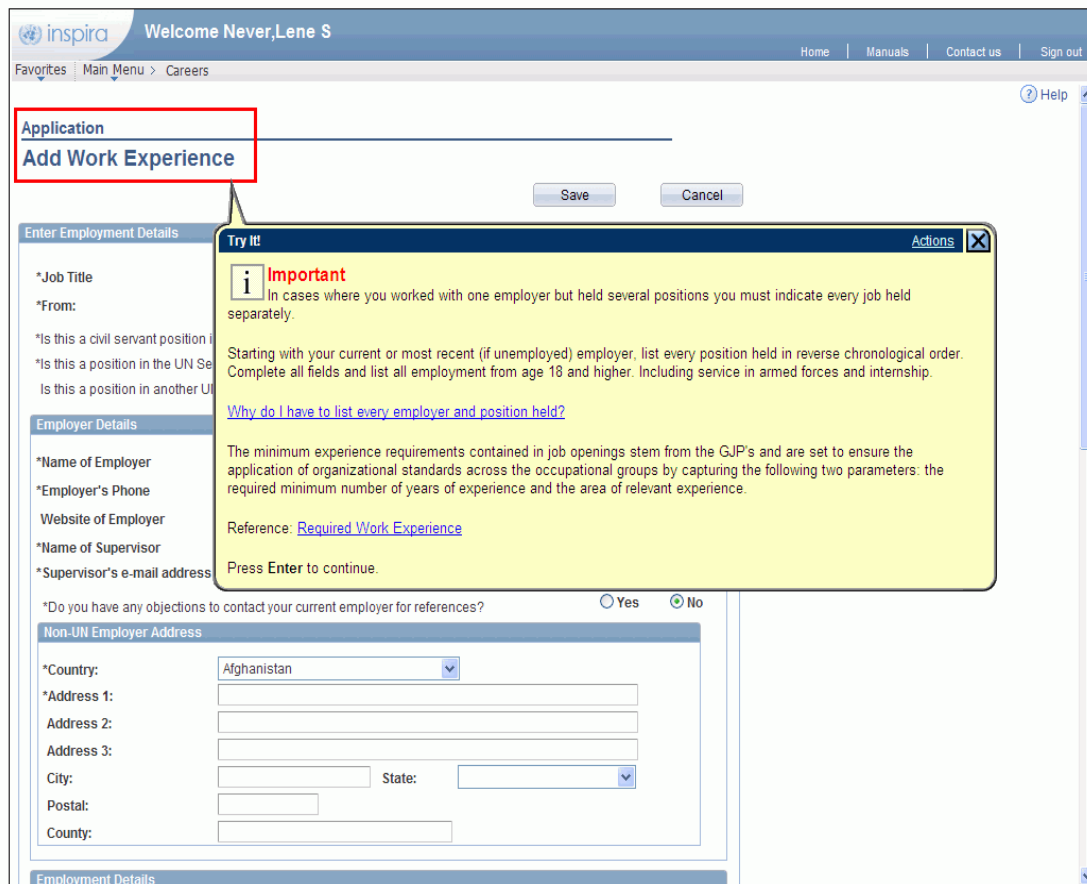 inspira
Welcome Never,Lene S
Home | Manuals | Contact us | Sign out
Favorites Main Menu > Careers
Help
Application
Add Work Experience
Save Cancel
Enter Employment Details
Try It! Actions
*Job Title
*From:
*Is this a civil servant position i
*Is this a position in the UN Se
Is this a position in another U
Important
In cases where you worked with one employer but held several positions you must indicate every job held
separately.
Starting with your current or most recent (if unemployed) employer, list every position held in reverse chronological order.
Complete all fields and list all employment from age 18 and higher. Including service in armed forces and internship.
Why do I have to list every employer and position held?
The minimum experience requirements contained in job openings stem from the GJP's and are set to ensure the
application of organizational standards across the occupational groups by capturing the following two parameters: the
required minimum number of years of experience and the area of relevant experience.
Reference: Required Work Experience
Press Enter to continue.
Employer Details
*Name of Employer
*Employer's Phone
Website of Employer
*Name of Supervisor
*Supervisor's e-mail address
*Do you have any objections to contact your current employer for references? Yes No
Non-UN Employer Address
*Country: Afghanistan
*Address 1:
Address 2:
Address 3:
City: State:
Postal:
County:
Employment Details